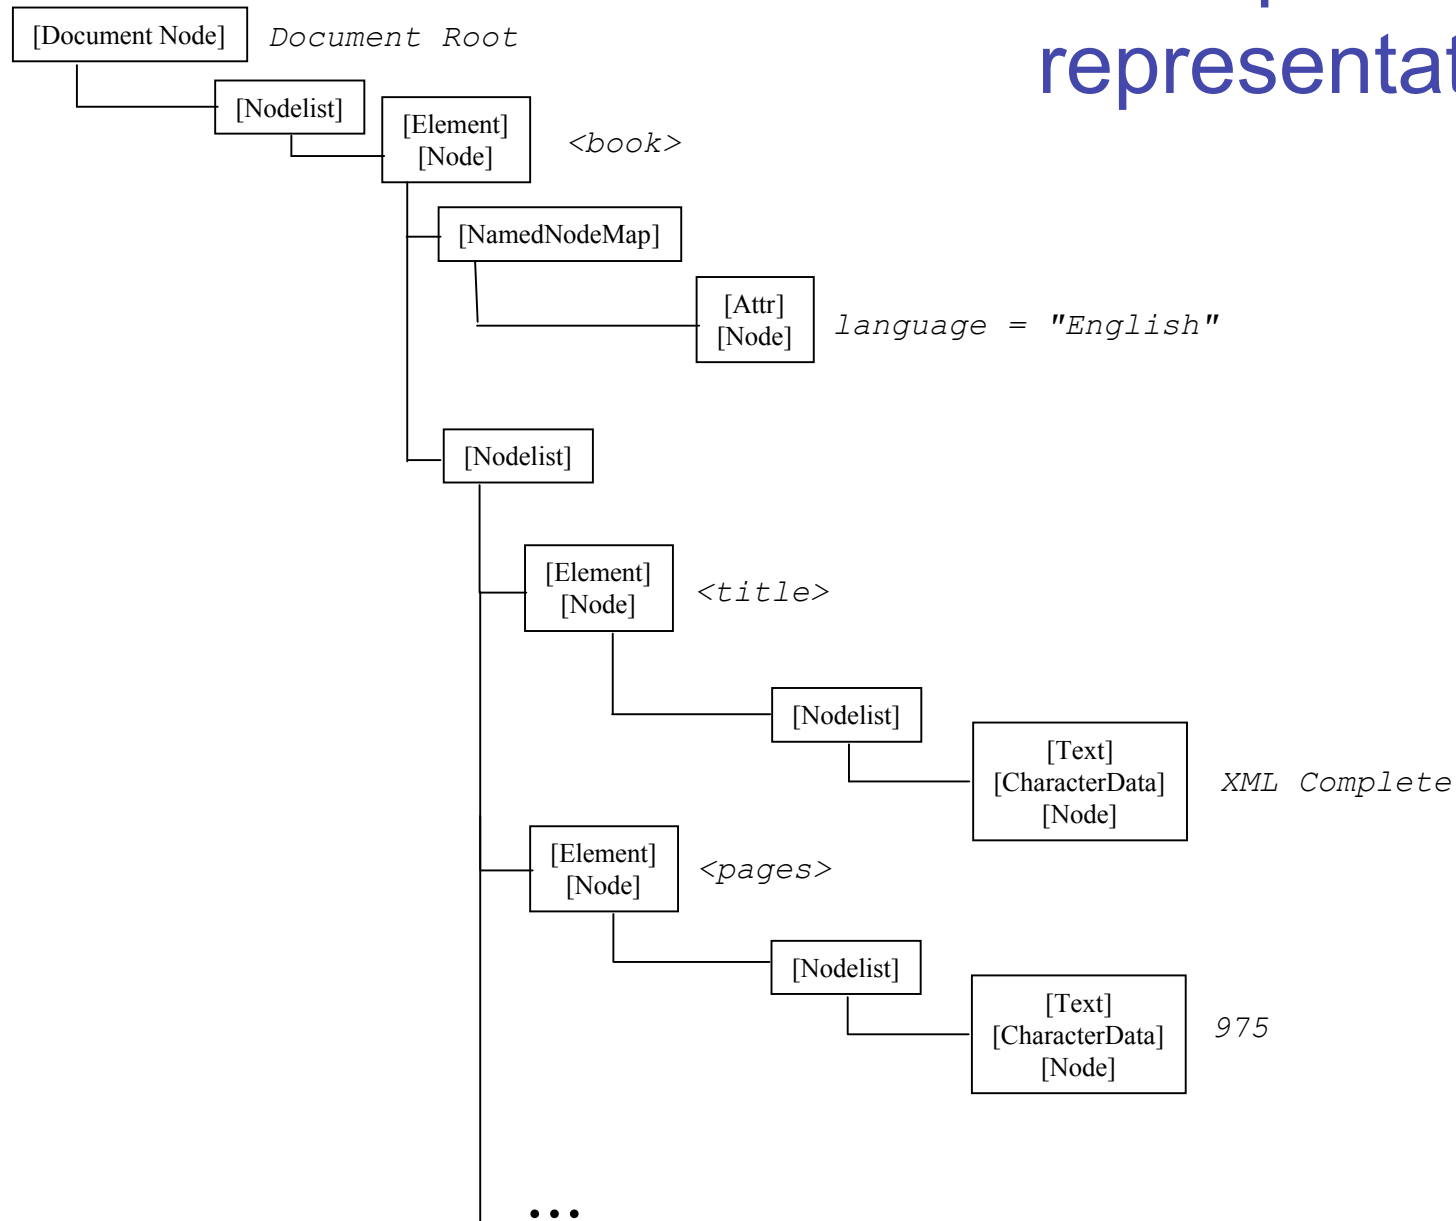 [Document Node] Document Root
representat
[Nodelist]
[Element]
[Node]
<book>
[NamedNodeMap]
[Attr]
[Node]
language = "English"
[Nodelist]
[Element]
[Node]
<title>
[Nodelist]
[Text]
[CharacterData]
[Node]
XML Complete
[Element]
[Node]
<pages>
[Nodelist]
[Text]
[CharacterData]
[Node]
975
...